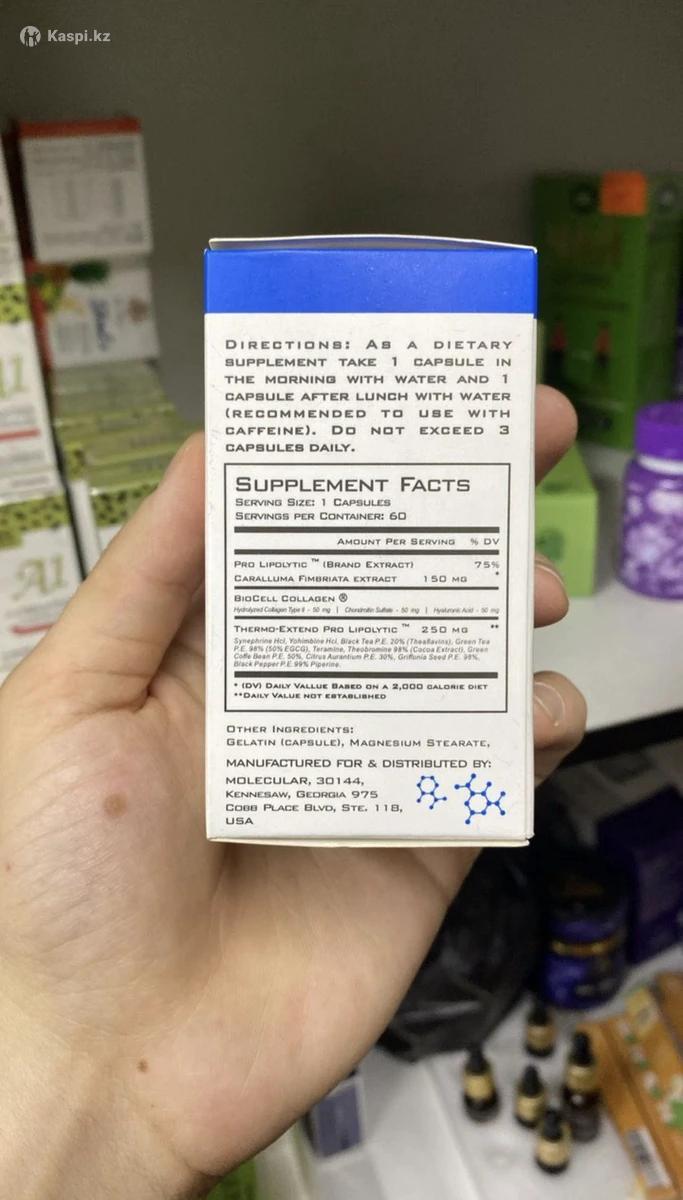 Kaspi.kz
DIRECTIONS: AS A DIETARY
SUPPLEMENT TAKE 1 CAPSULE IN
THE MORNING WITH WATER AND 1
CAPSULE AFTER LUNCH WITH WATER
(RECOMMENDED TO USE WITH
CAFFEINE). DO NOT EXCEED 3
CAPSULES DAILY.
SUPPLEMENT FACTS
SERVING SIZE: 1 CAPSULES
SERVINGS PER CONTAINER: 60
AMOUNT PER SERVING % DV
PRO LIPOLYTIC ™ (BRAND EXTRACT) 75%
CARALLUMA FIMBRIATA EXTRACT 150 MG *
BIOCELL COLLAGEN ®
Hydrolyzed Collagen Type II - 50 mg | Chondroitin Sulfate - 50 mg | Hyaluronic Acid - 50 mg
THERMO-EXTEND PRO LIPOLYTIC ™ 250 MG **
Synephrine Hcl, Yohimbine Hcl, Black Tea P.E. 20% (Theaflavins), Green Tea
P.E. 98% (50% EGCG), Teramine, Theobromine 98% (Cocoa Extract), Green
Coffe Bean P.E. 50%, Citrus Aurantium P.E. 30%, Griffonia Seed P.E. 98%,
Black Pepper P.E. 99% Piperine.
* (DV) DAILY VALLUE BASED ON A 2,000 CALORIE DIET
**DAILY VALUE NOT ESTABLISHED
OTHER INGREDIENTS:
GELATIN (CAPSULE), MAGNESIUM STEARATE,
MANUFACTURED FOR & DISTRIBUTED BY:
MOLECULAR, 30144,
KENNESAW, GEORGIA 975
COBB PLACE BLVD, STE. 118,
USA
A1